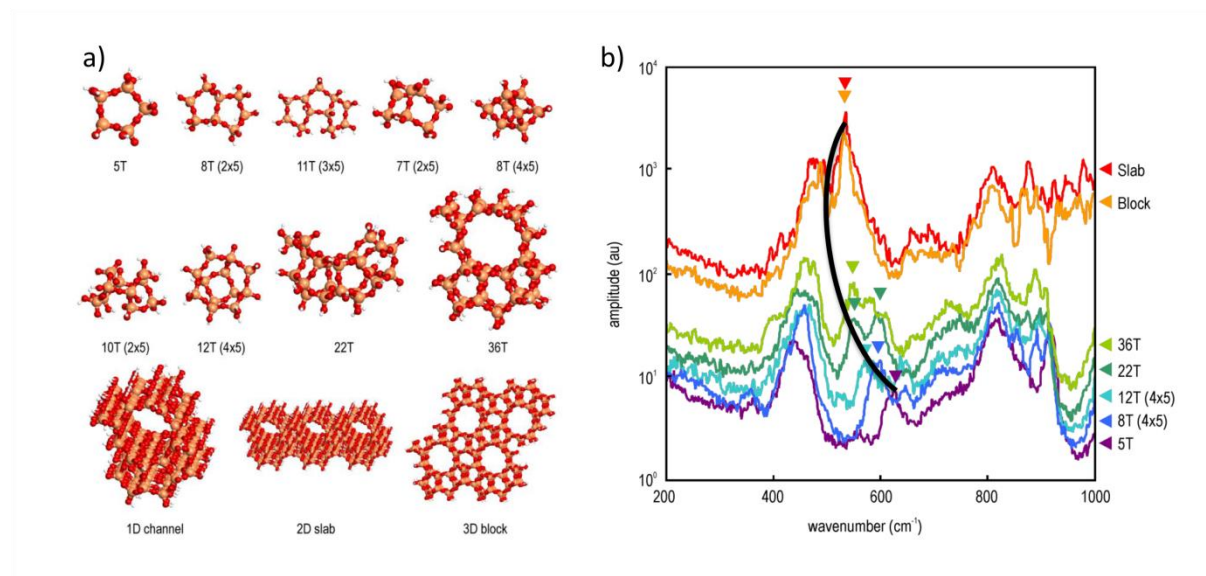 a)
5T 8T (2x5) 11T (3x5) 7T (2x5) 8T (4x5)
10T (2x5) 12T (4x5) 22T 36T
1D channel 2D slab 3D block
b)
10⁴
10³
10²
10¹
10⁰
amplitude (au)
200 400 600 800 1000
wavenumber (cm⁻¹)
Slab
Block
36T
22T
12T (4x5)
8T (4x5)
5T